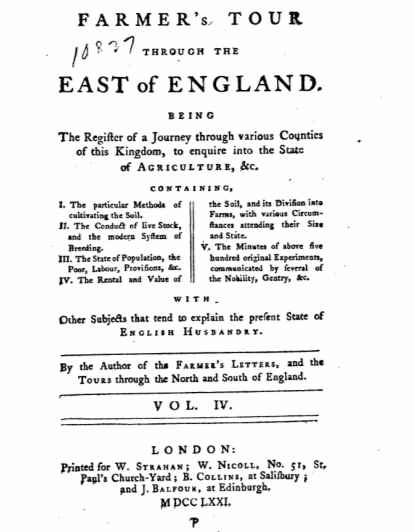 FARMER's TOUR
10827
THROUGH THE
EAST of ENGLAND.
BEING
The Regiſter of a Journey through various Counties
of this Kingdom, to enquire into the State
of AGRICULTURE, &c.
CONTAINING,
I. The particular Methods of
cultivating the Soil.
II. The Conduct of live Stock,
and the modern Syſtem of
Breeding.
III. The State of Population, the
Poor, Labour, Proviſions, &c.
IV. The Rental and Value of
the Soil, and its Diviſion into
Farms, with various Circum-
ſtances attending their Size
and State.
V. The Minutes of above five
hundred original Experiments,
communicated by ſeveral of
the Nobility, Gentry, &c.
WITH
Other Subjects that tend to explain the preſent State of
ENGLISH HUSBANDRY.
By the Author of the FARMER's LETTERS, and the
TOURS through the North and South of England.
VOL. IV.
LONDON:
Printed for W. STRAHAN; W. NICOLL, No. 51, St.
Paul's Church-Yard; B. COLLINS, at Saliſbury;
and J. BALFOUR, at Edinburgh.
MDCCLXXI.
P